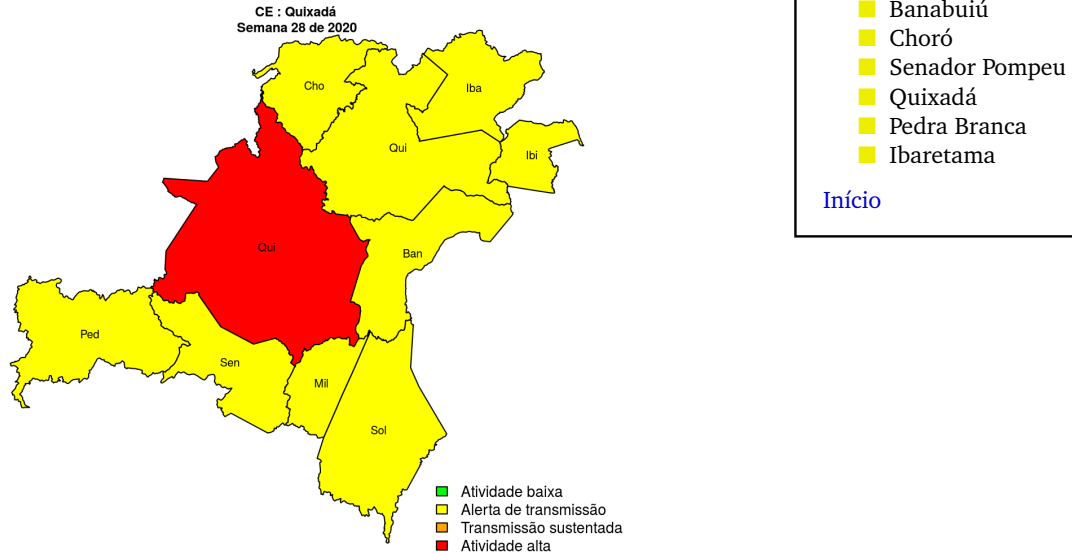 CE : Quixadá
Semana 28 de 2020
Cho
Iba
Qui
Ibi
Qui
Ban
Ped
Sen
Mil
Sol
Atividade baixa
Alerta de transmissão
Transmissão sustentada
Atividade alta
Banabuiú
Choró
Senador Pompeu
Quixadá
Pedra Branca
Ibaretama
Início